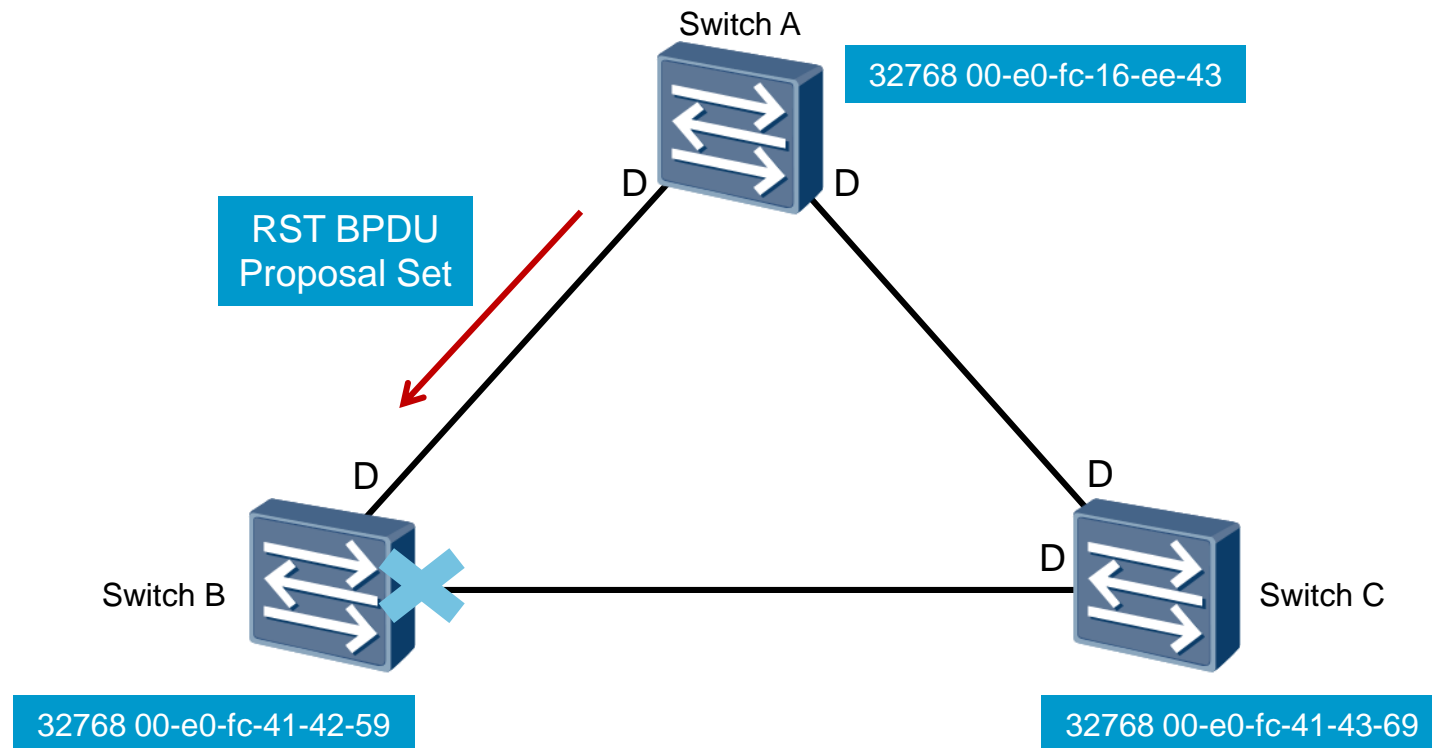 Switch A
32768 00-e0-fc-16-ee-43
D
D
RST BPDU
Proposal Set
D
D
D
Switch B
Switch C
32768 00-e0-fc-41-42-59
32768 00-e0-fc-41-43-69